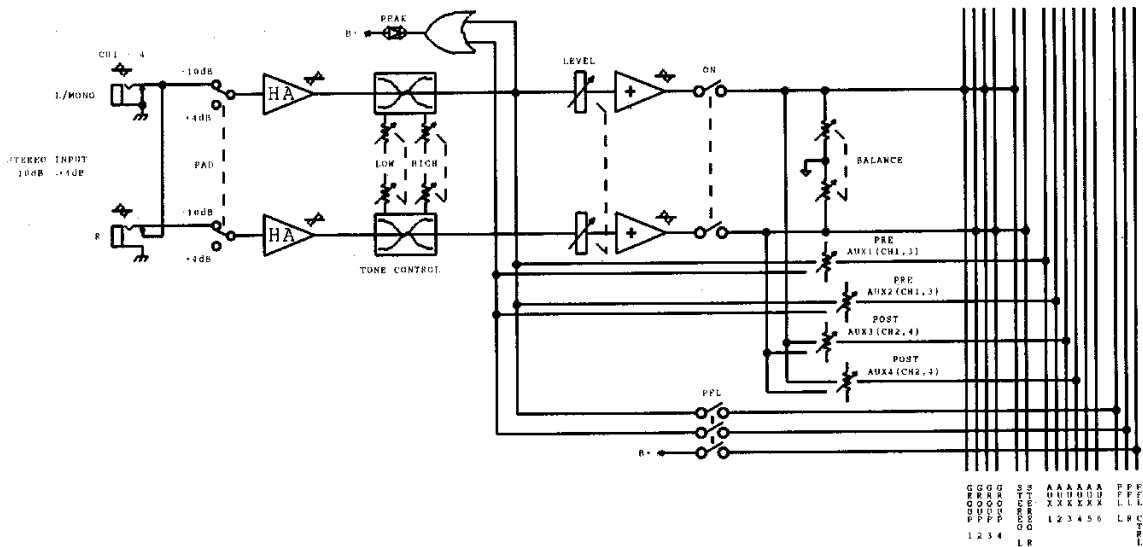 PEAK
B+
CH1 - 4
L/MONO
-10dB
+4dB
HA
LEVEL
ON
LOW
HIGH
PAD
BALANCE
STEREO INPUT
-10dB
R
+4dB
HA
TONE CONTROL
PRE
AUX1(CH1,3)
PRE
AUX2(CH1,3)
POST
AUX3(CH2,4)
POST
AUX4(CH2,4)
PFL
B+
GROUP 1
GROUP 2
GROUP 3
GROUP 4
STEREO L
STEREO R
AUX 1
AUX 2
AUX 3
AUX 4
AUX 5
AUX 6
PFL L
PFL R
PFL CTRL